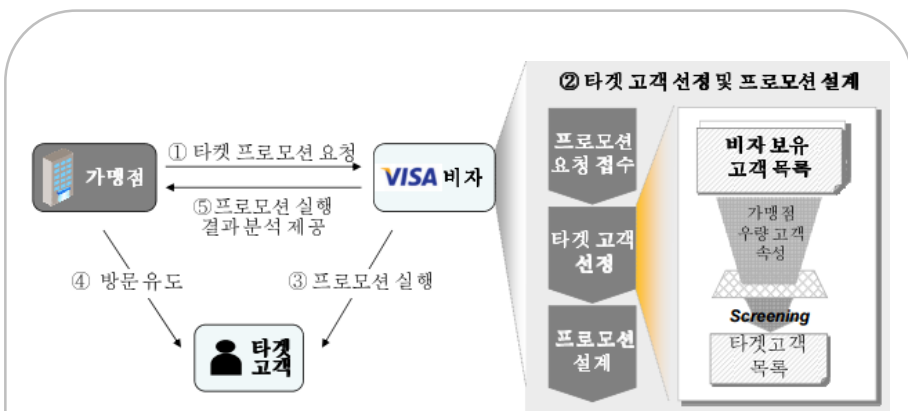 ② 타겟 고객 선정 및 프로모션 설계
① 타켓 프로모션 요청
가맹점
VISA 비자
⑤프로모션 실행
결과 분석 제공
④ 방문 유도
③ 프로모션 실행
타겟
고객
프로모션
요청 접수
타겟 고객
선정
프로모션
설계
비자 보유
고객 목록
가맹점
우량 고객
속성
Screening
타겟고객
목록